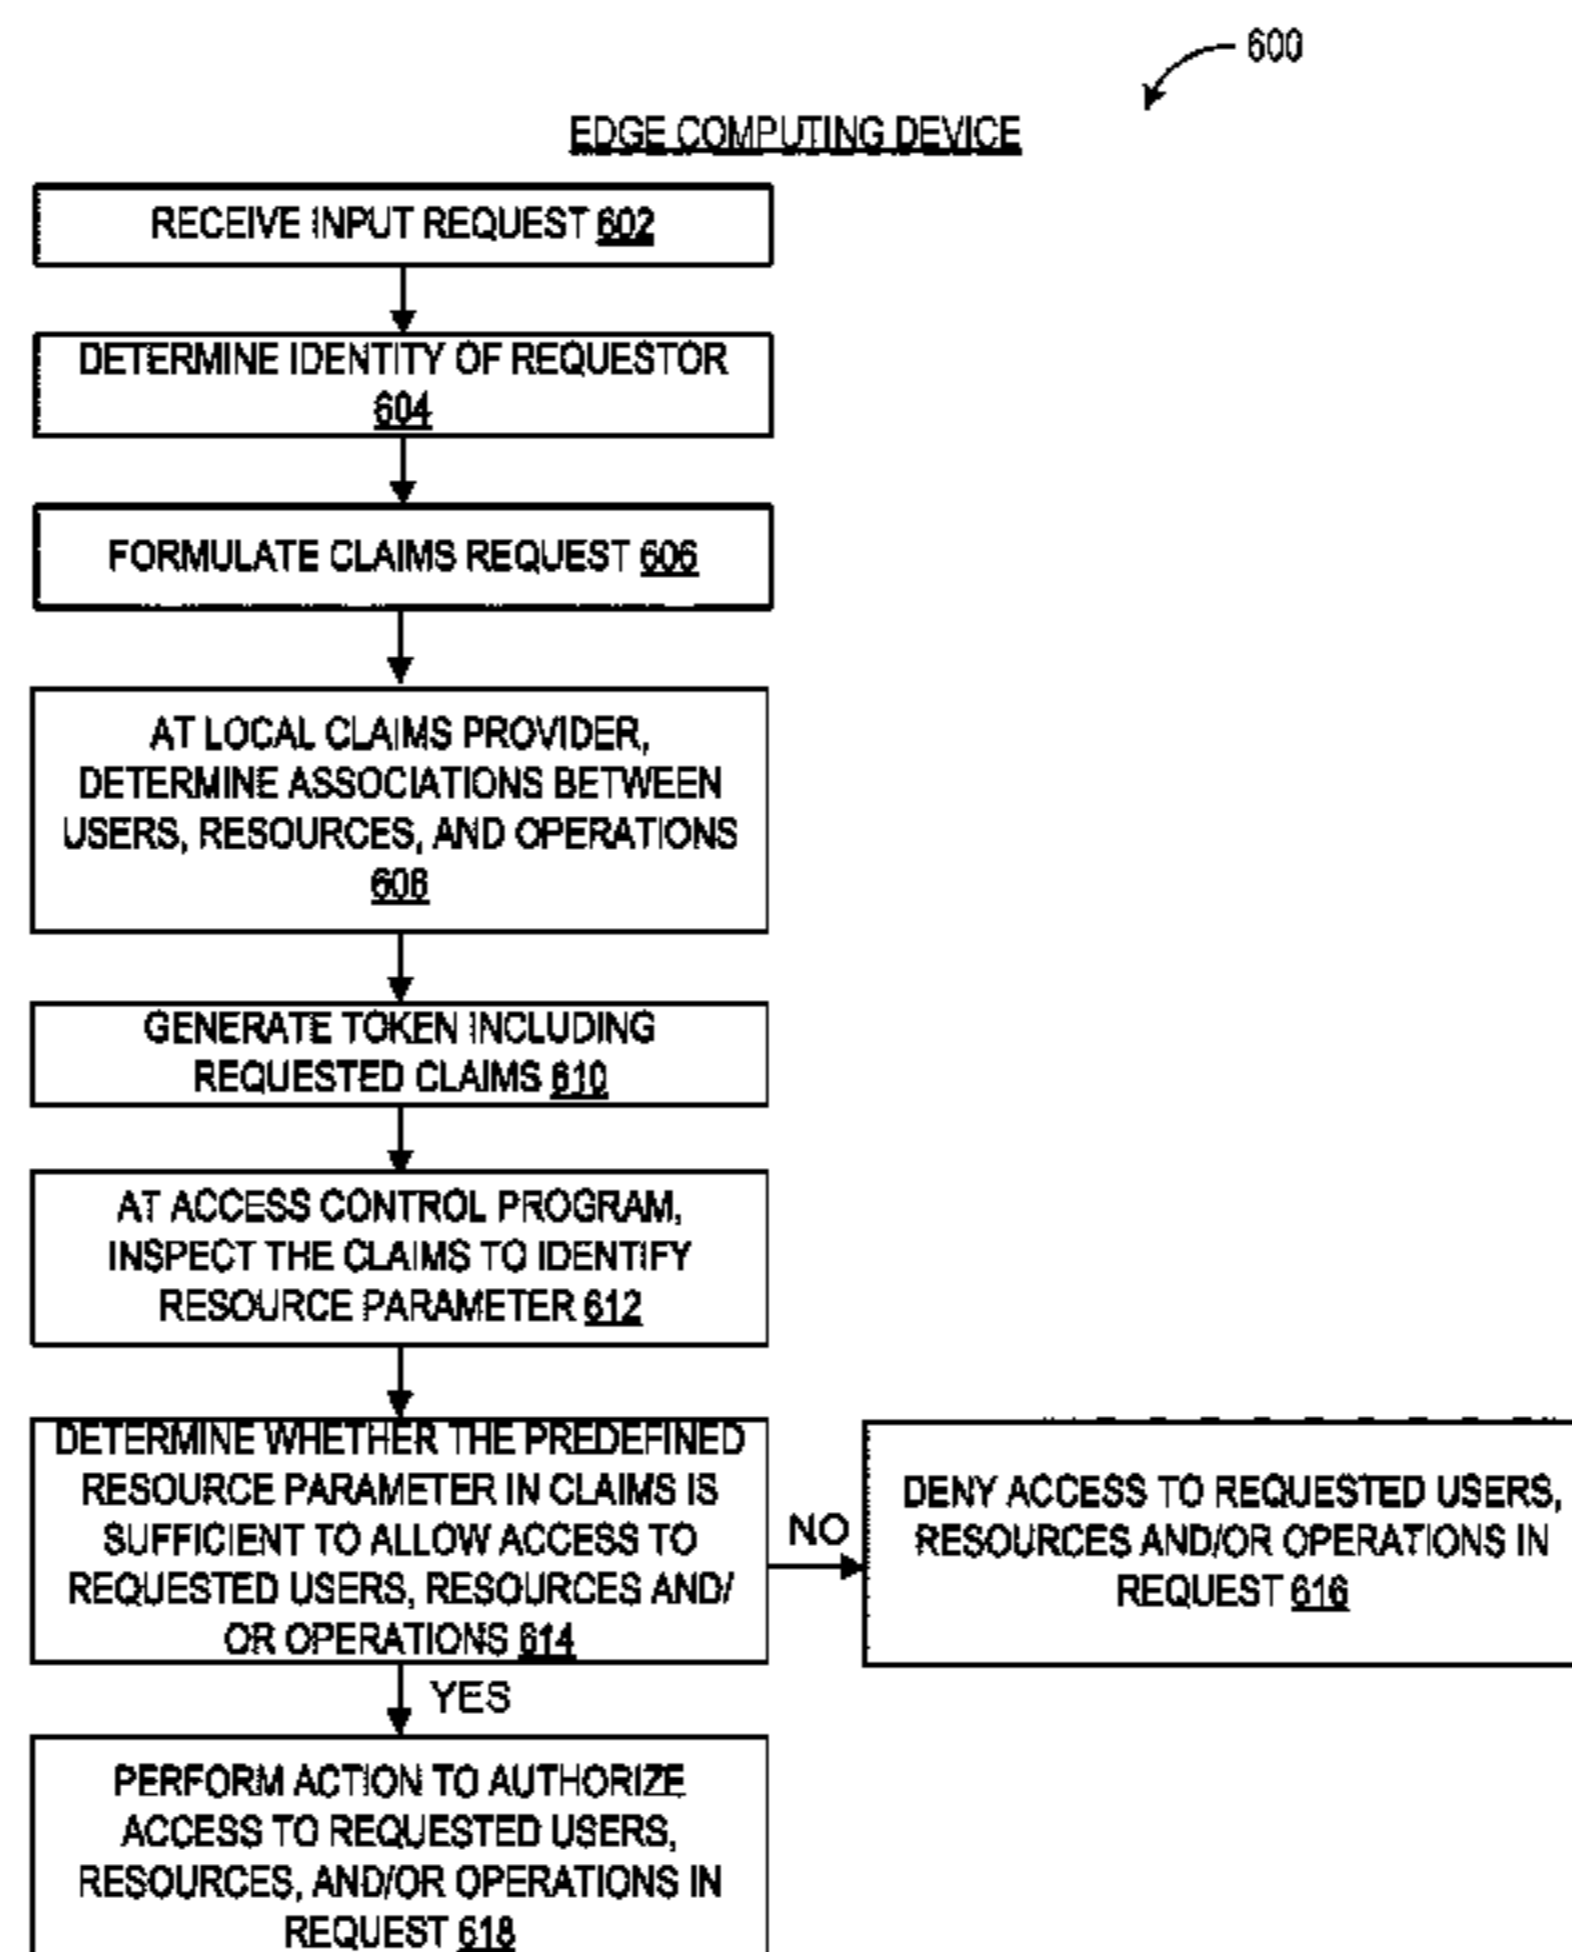 600
EDGE COMPUTING DEVICE
RECEIVE INPUT REQUEST 602
DETERMINE IDENTITY OF REQUESTOR
604
FORMULATE CLAIMS REQUEST 606
AT LOCAL CLAIMS PROVIDER,
DETERMINE ASSOCIATIONS BETWEEN
USERS, RESOURCES, AND OPERATIONS
608
GENERATE TOKEN INCLUDING
REQUESTED CLAIMS 610
AT ACCESS CONTROL PROGRAM,
INSPECT THE CLAIMS TO IDENTIFY
RESOURCE PARAMETER 612
DETERMINE WHETHER THE PREDEFINED
RESOURCE PARAMETER IN CLAIMS IS
SUFFICIENT TO ALLOW ACCESS TO
REQUESTED USERS, RESOURCES AND/
OR OPERATIONS 614
NO
DENY ACCESS TO REQUESTED USERS,
RESOURCES AND/OR OPERATIONS IN
REQUEST 616
YES
PERFORM ACTION TO AUTHORIZE
ACCESS TO REQUESTED USERS,
RESOURCES, AND/OR OPERATIONS IN
REQUEST 618